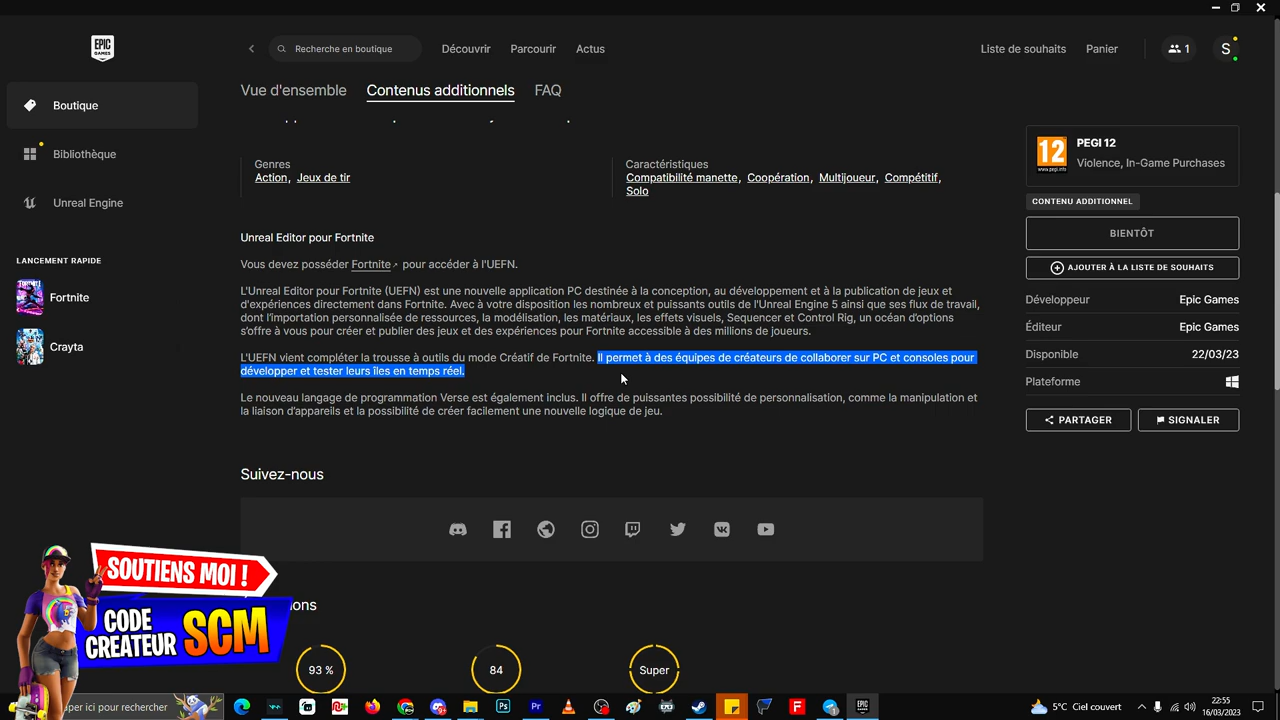 EPIC GAMES
Recherche en boutique
Découvrir
Parcourir
Actus
Liste de souhaits
Panier
1
S
Boutique
Bibliothèque
Unreal Engine
LANCEMENT RAPIDE
Fortnite
Crayta
Vue d'ensemble
Contenus additionnels
FAQ
Genres
Action, Jeux de tir
Caractéristiques
Compatibilité manette, Coopération, Multijoueur, Compétitif,
Solo
Unreal Editor pour Fortnite
Vous devez posséder Fortnite pour accéder à l'UEFN.
L'Unreal Editor pour Fortnite (UEFN) est une nouvelle application PC destinée à la conception, au développement et à la publication de jeux et
d'expériences directement dans Fortnite. Avec à votre disposition les nombreux et puissants outils de l'Unreal Engine 5 ainsi que ses flux de travail,
dont l'importation personnalisée de ressources, la modélisation, les matériaux, les effets visuels, Sequencer et Control Rig, un océan d'options
s'offre à vous pour créer et publier des jeux et des expériences pour Fortnite accessible à des millions de joueurs.
L'UEFN vient compléter la trousse à outils du mode Créatif de Fortnite. Il permet à des équipes de créateurs de collaborer sur PC et consoles pour
développer et tester leurs îles en temps réel.
Le nouveau langage de programmation Verse est également inclus. Il offre de puissantes possibilité de personnalisation, comme la manipulation et
la liaison d'appareils et la possibilité de créer facilement une nouvelle logique de jeu.
Suivez-nous
93 %
84
Super
12
www.pegi.info
PEGI 12
Violence, In-Game Purchases
CONTENU ADDITIONNEL
BIENTÔT
AJOUTER À LA LISTE DE SOUHAITS
Développeur
Epic Games
Éditeur
Epic Games
Disponible
22/03/23
Plateforme
PARTAGER
SIGNALER
SOUTIENS MOI !
CODE
CREATEUR SCM
per ici pour rechercher
5°C Ciel couvert
22:55
16/03/2023